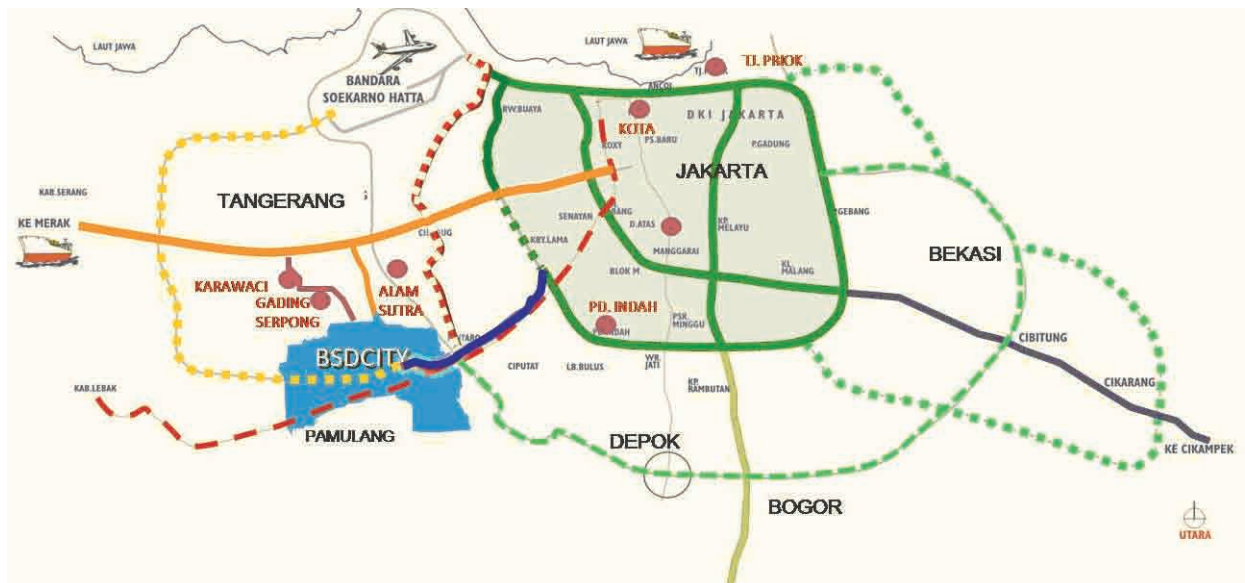 LAUT JAWA
LAUT JAWA
TJ. PRIOK
BANDARA
SOEKARNO HATTA
ANCOL
RW.BUAYA
KOTA
DKI JAKARTA
ROXY
PS.BARU
P.GADUNG
JAKARTA
KAB.SERANG
TANGERANG
KE MERAK
SENAYAN
D.ATAS
KP.
MELAYU
KBY.LAMA
MANGGARAI
BEKASI
BLOK M
KL.
MALANG
KARAWACI
GADING
SERPONG
ALAM
SUTRA
PD. INDAH
PSR.
MINGGU
BSDCITY
CIPUTAT
LB.BULUS
WR.
JATI
KP.
RAMBUTAN
CIBITUNG
CIKARANG
KAB.LEBAK
PAMULANG
DEPOK
KE CIKAMPEK
BOGOR
UTARA